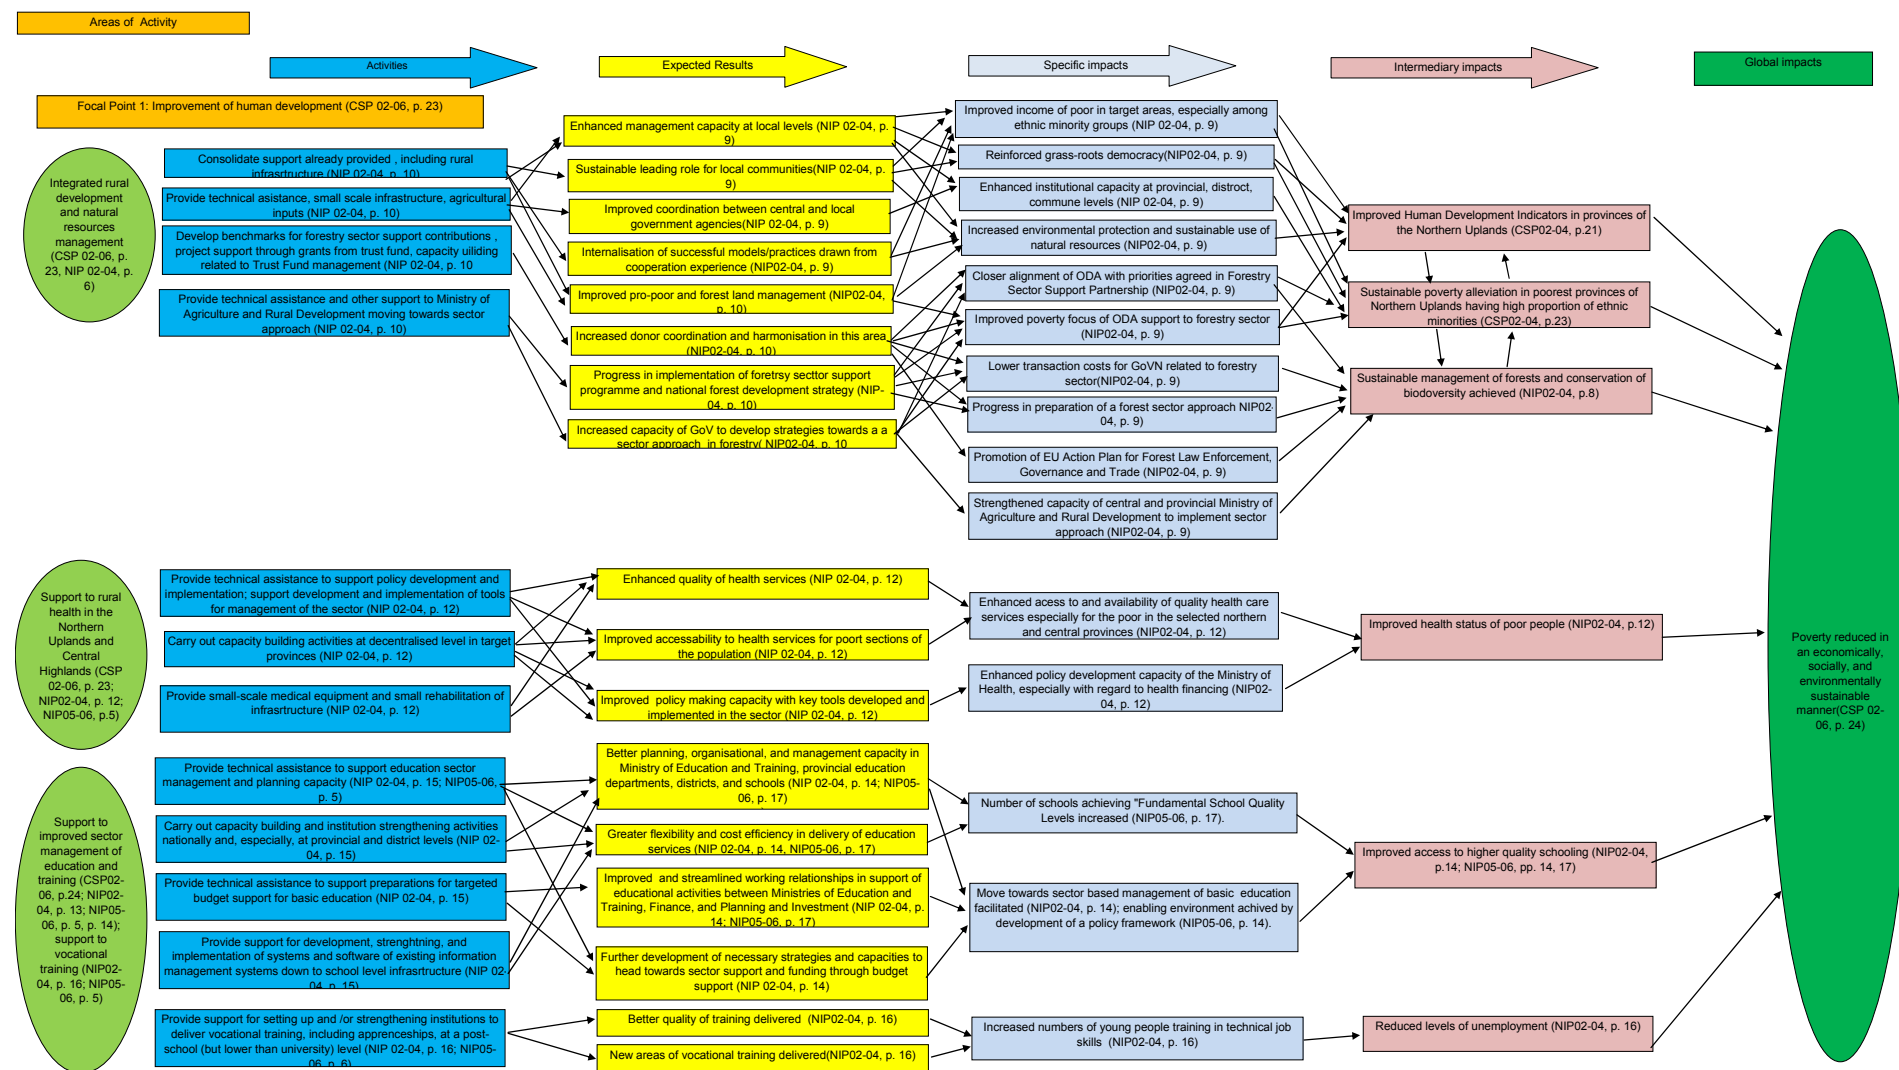 Areas of  Activity
Activities
Expected Results
Specific impacts
Intermediary impacts
Global impacts
Focal Point 1: Improvement of human development (CSP 02-06, p. 23)
Integrated rural
development
and natural
resources
management
(CSP 02-06, p.
23, NIP 02-04, p.
6)
Consolidate support already provided , including rural
infrasrtructure (NIP 02-04, p. 10)
Provide technical asistance, small scale infrastructure, agricultural
inputs (NIP 02-04, p. 10)
Develop benchmarks for forestry sector support contributions ,
project support through grants from trust fund, capacity uiliding
related to Trust Fund management (NIP 02-04, p. 10
Provide technical assistance and other support to Ministry of
Agriculture and Rural Development moving towards sector
approach (NIP 02-04, p. 10)
Enhanced management capacity at local levels (NIP 02-04, p.
9)
Sustainable leading role for local communities(NIP 02-04, p.
9)
Improved coordination between central and local
government agencies(NIP 02-04, p. 9)
Internalisation of successful models/practices drawn from
cooperation experience (NIP02-04, p. 9)
Improved pro-poor and forest land management (NIP02-04,
p. 10)
Increased donor coordination and harmonisation in this area
(NIP02-04, p. 10)
Progress in implementation of foretrsy secttor support
programme and national forest development strategy (NIP-
04, p. 10)
Increased capacity of GoV to develop strategies towards a a
sector approach  in forestry( NIP02-04, p. 10
Improved income of poor in target areas, especially among
ethnic minority groups (NIP 02-04, p. 9)
Reinforced grass-roots democracy(NIP02-04, p. 9)
Enhanced institutional capacity at provincial, distroct,
commune levels (NIP 02-04, p. 9)
Increased environmental protection and sustainable use of
natural resources (NIP02-04, p. 9)
Closer alignment of ODA with priorities agreed in Forestry
Sector Support Partnership (NIP02-04, p. 9)
Improved poverty focus of ODA support to forestry sector
(NIP02-04, p. 9)
Lower transaction costs for GoVN related to forestry
sector(NIP02-04, p. 9)
Progress in preparation of a forest sector approach NIP02-
04, p. 9)
Promotion of EU Action Plan for Forest Law Enforcement,
Governance and Trade (NIP02-04, p. 9)
Strengthened capacity of central and provincial Ministry of
Agriculture and Rural Development to implement sector
approach (NIP02-04, p. 9)
Improved Human Development Indicators in provinces of
the Northern Uplands (CSP02-04, p.21)
Sustainable poverty alleviation in poorest provinces of
Northern Uplands having high proportion of ethnic
minorities (CSP02-04, p.23)
Sustainable management of forests and conservation of
biodoversity achieved (NIP02-04, p.8)
Support to rural
health in the
Northern
Uplands and
Central
Highlands (CSP
02-06, p. 23;
NIP02-04, p. 12;
NIP05-06, p.5)
Provide technical assistance to support policy development and
implementation; support development and implementation of tools
for management of the sector (NIP 02-04, p. 12)
Carry out capacity building activities at decentralised level in target
provinces (NIP 02-04, p. 12)
Provide small-scale medical equipment and small rehabilitation of
infrasrtructure (NIP 02-04, p. 12)
Enhanced quality of health services (NIP 02-04, p. 12)
Improved accessability to health services for poort sections of
the population (NIP 02-04, p. 12)
Improved  policy making capacity with key tools developed and
implemented in the sector (NIP 02-04, p. 12)
Enhanced acess to and availability of quality health care
services especially for the poor in the selected northern
and central provinces (NIP02-04, p. 12)
Enhanced policy development capacity of the Ministry of
Health, especially with regard to health financing (NIP02-
04, p. 12)
Improved health status of poor people (NIP02-04, p.12)
Poverty reduced in
an economically,
socially, and
environmentally
sustainable
manner(CSP 02-
06, p. 24)
Support to
improved sector
management of
education and
training (CSP02-
06, p.24; NIP02-
04, p. 13; NIP05-
06, p. 5, p. 14);
support to
vocational
training (NIP02-
04, p. 16; NIP05-
06, p. 5)
Provide technical assistance to support education sector
management and planning capacity (NIP 02-04, p. 15; NIP05-06,
p. 5)
Carry out capacity building and institution strengthening activities
nationally and, especially, at provincial and district levels (NIP 02-
04, p. 15)
Provide technical assistance to support preparations for targeted
budget support for basic education (NIP 02-04, p. 15)
Provide support for development, strenghtning, and
implementation of systems and software of existing information
management systems down to school level infrasrtructure (NIP 02-
04, p. 15)
Provide support for setting up and /or strengthening institutions to
deliver vocational training, including apprenceships, at a post-
school (but lower than university) level (NIP 02-04, p. 16; NIP05-
06, p. 6)
Better planning, organisational, and management capacity in
Ministry of Education and Training, provincial education
departments, districts, and schools (NIP 02-04, p. 14; NIP05-
06, p. 17)
Greater flexibility and cost efficiency in delivery of education
services (NIP 02-04, p. 14, NIP05-06, p. 17)
Improved  and streamlined working relationships in support of
educational activities between Ministries of Education and
Training, Finance, and Planning and Investment (NIP 02-04, p.
14; NIP05-06, p. 17)
Further development of necessary strategies and capacities to
head towards sector support and funding through budget
support (NIP 02-04, p. 14)
Better quality of training delivered  (NIP02-04, p. 16)
New areas of vocational training delivered(NIP02-04, p. 16)
Number of schools achieving "Fundamental School Quality
Levels increased (NIP05-06, p. 17).
Move towards sector based management of basic  education
facilitated (NIP02-04, p. 14); enabling environment achived by
development of a policy framework (NIP05-06, p. 14).
Increased numbers of young people training in technical job
skills  (NIP02-04, p. 16)
Improved access to higher quality schooling (NIP02-04,
p.14; NIP05-06, pp. 14, 17)
Reduced levels of unemployment (NIP02-04, p. 16)